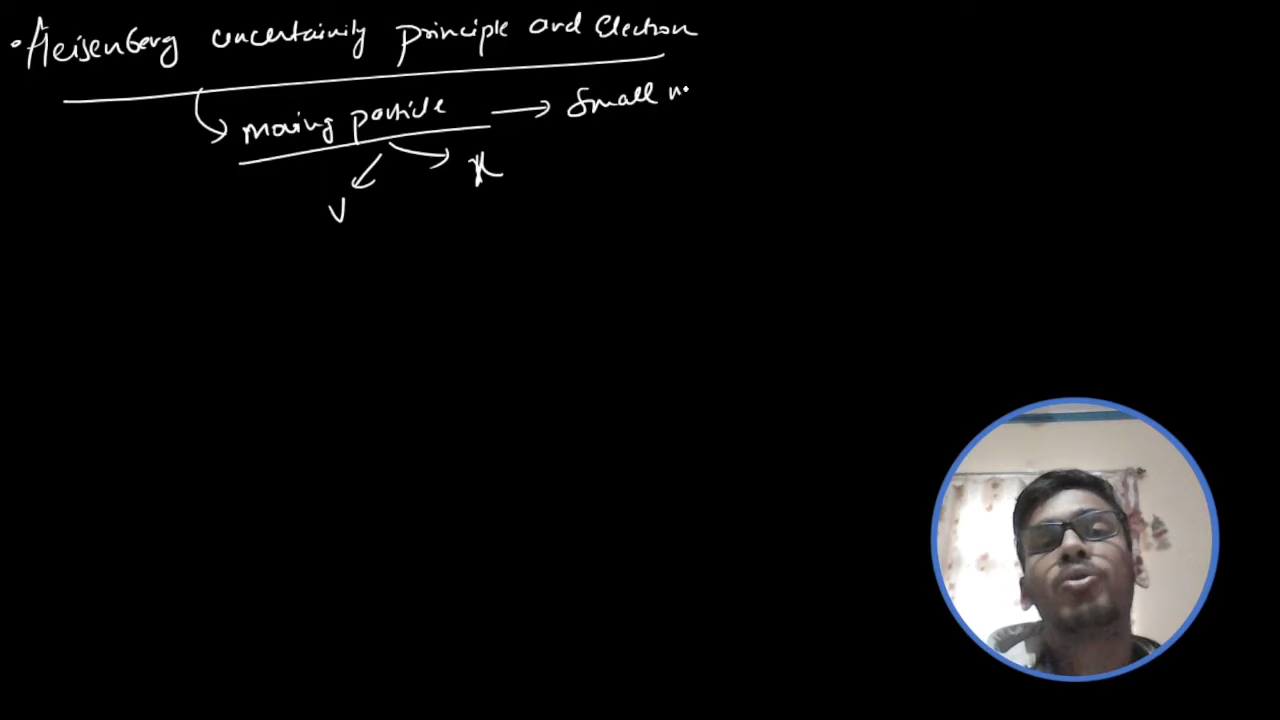 • Heisenberg uncertainity principle and Electron
moving particle → small m
x
v